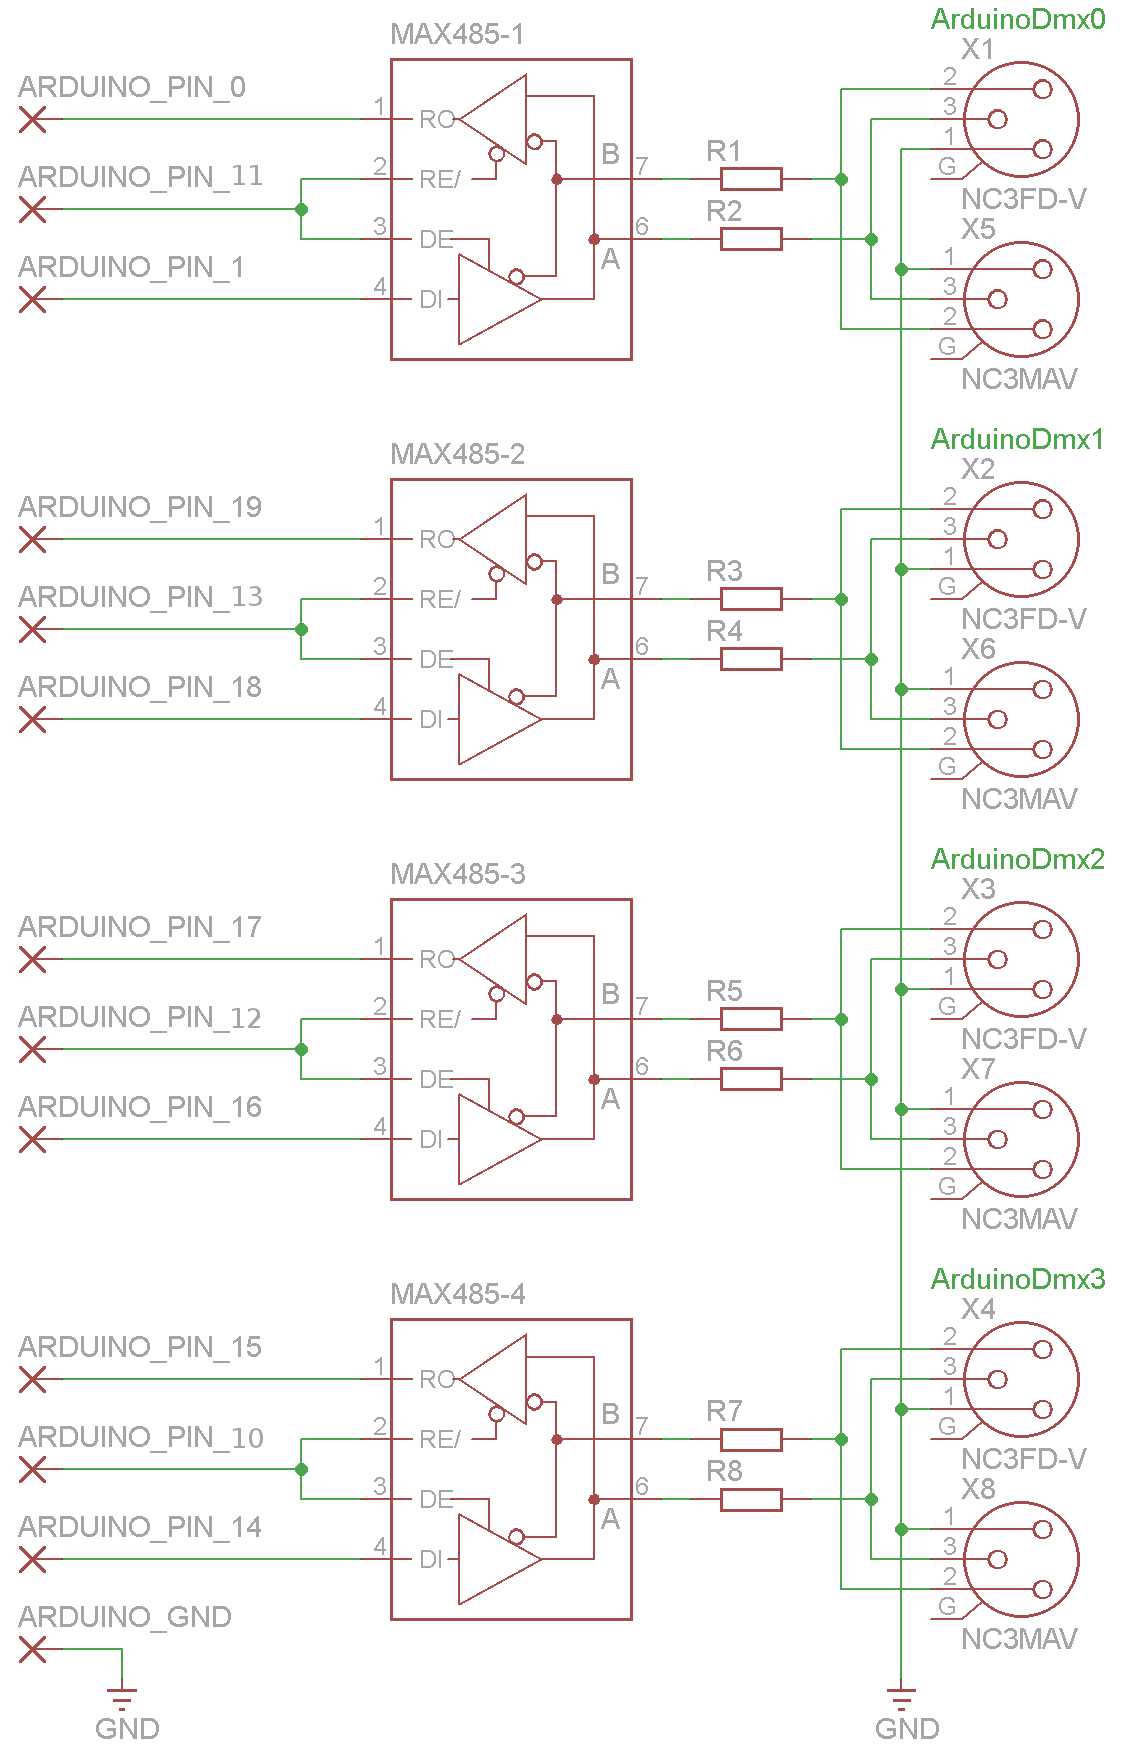 ArduinoDmx0
MAX485-1
X1
ARDUINO_PIN_0
1 RO
2
3
1
G
ARDUINO_PIN_11
2 RE/
B 7
R1
NC3FD-V
3 DE
A 6
R2
X5
ARDUINO_PIN_1
4 DI
1
3
2
G
NC3MAV
ArduinoDmx1
MAX485-2
X2
ARDUINO_PIN_19
1 RO
2
3
1
G
ARDUINO_PIN_13
2 RE/
B 7
R3
NC3FD-V
3 DE
A 6
R4
X6
ARDUINO_PIN_18
4 DI
1
3
2
G
NC3MAV
ArduinoDmx2
MAX485-3
X3
ARDUINO_PIN_17
1 RO
2
3
1
G
ARDUINO_PIN_12
2 RE/
B 7
R5
NC3FD-V
3 DE
A 6
R6
X7
ARDUINO_PIN_16
4 DI
1
3
2
G
NC3MAV
ArduinoDmx3
MAX485-4
X4
ARDUINO_PIN_15
1 RO
2
3
1
G
ARDUINO_PIN_10
2 RE/
B 7
R7
NC3FD-V
3 DE
A 6
R8
X8
ARDUINO_PIN_14
4 DI
1
3
2
G
NC3MAV
ARDUINO_GND
GND
GND